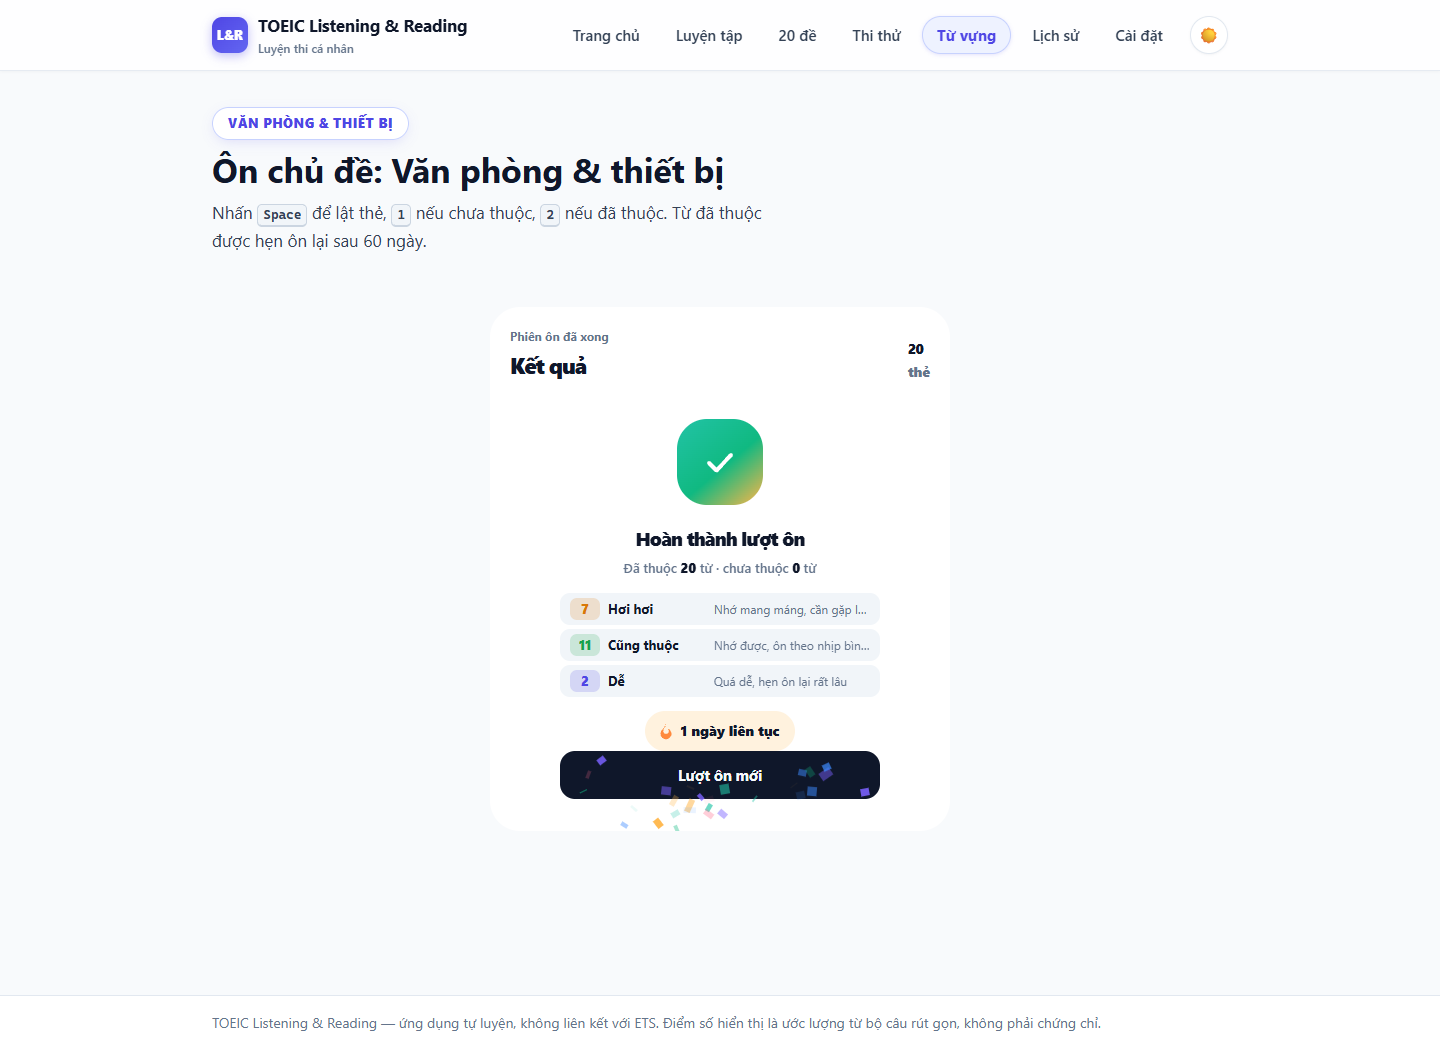 L&R
TOEIC Listening & Reading
Luyện thi cá nhân
Trang chủ
Luyện tập
20 đề
Thi thử
Từ vựng
Lịch sử
Cài đặt
VĂN PHÒNG & THIẾT BỊ
Ôn chủ đề: Văn phòng & thiết bị
Nhấn Space để lật thẻ, 1 nếu chưa thuộc, 2 nếu đã thuộc. Từ đã thuộc
được hẹn ôn lại sau 60 ngày.
Phiên ôn đã xong
Kết quả
20
thẻ
Hoàn thành lượt ôn
Đã thuộc 20 từ · chưa thuộc 0 từ
7 Hơi hơi Nhớ mang máng, cần gặp l...
11 Cũng thuộc Nhớ được, ôn theo nhịp bìn...
2 Dễ Quá dễ, hẹn ôn lại rất lâu
1 ngày liên tục
Lượt ôn mới
TOEIC Listening & Reading — ứng dụng tự luyện, không liên kết với ETS. Điểm số hiển thị là ước lượng từ bộ câu rút gọn, không phải chứng chỉ.